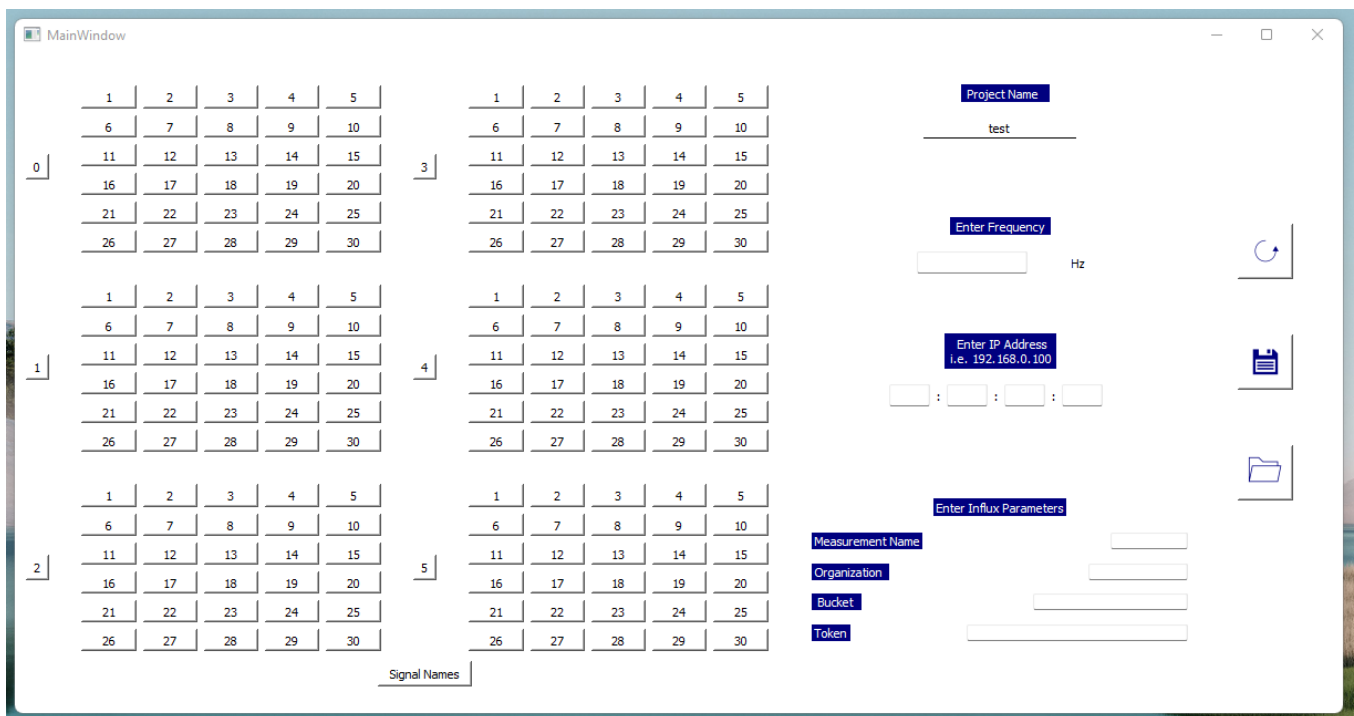 MainWindow
1 2 3 4 5 1 2 3 4 5
Project Name
6 7 8 9 10 6 7 8 9 10
test
0 11 12 13 14 15 3 11 12 13 14 15
16 17 18 19 20 16 17 18 19 20
21 22 23 24 25 21 22 23 24 25
Enter Frequency
26 27 28 29 30 26 27 28 29 30
Hz
1 2 3 4 5 1 2 3 4 5
6 7 8 9 10 6 7 8 9 10
Enter IP Address
i.e. 192.168.0.100
1 11 12 13 14 15 4 11 12 13 14 15
16 17 18 19 20 16 17 18 19 20
: : :
21 22 23 24 25 21 22 23 24 25
26 27 28 29 30 26 27 28 29 30
1 2 3 4 5 1 2 3 4 5
Enter Influx Parameters
6 7 8 9 10 6 7 8 9 10
Measurement Name
2 11 12 13 14 15 5 11 12 13 14 15
Organization
16 17 18 19 20 16 17 18 19 20
Bucket
21 22 23 24 25 21 22 23 24 25
Token
26 27 28 29 30 26 27 28 29 30
Signal Names